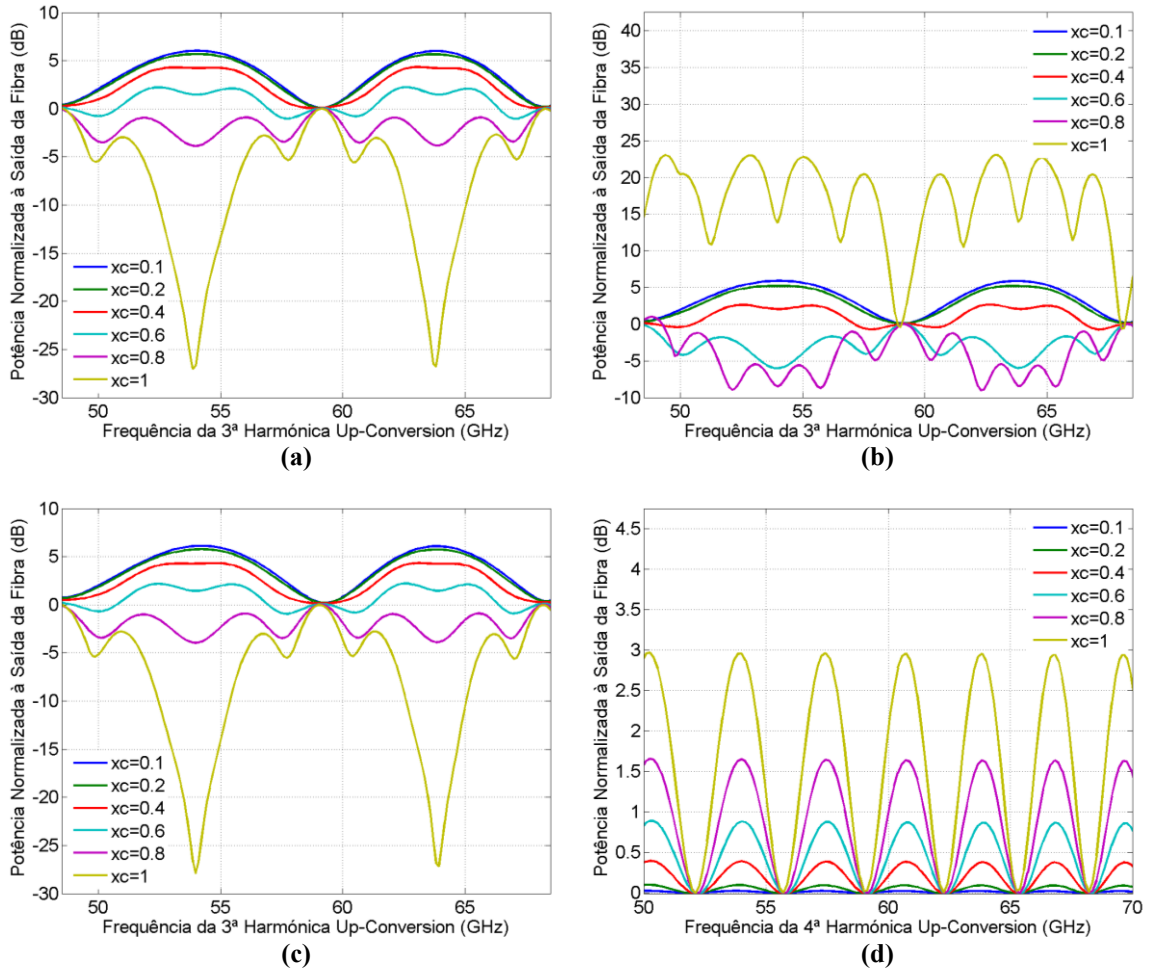 Potência Normalizada à Saída da Fibra (dB)
10
5
0
-5
-10
-15
-20
-25
-30
xc=0.1
xc=0.2
xc=0.4
xc=0.6
xc=0.8
xc=1
50 55 60 65
Frequência da 3ª Harmónica Up-Conversion (GHz)
(a)
Potência Normalizada à Saída da Fibra (dB)
40
35
30
25
20
15
10
5
0
-5
-10
xc=0.1
xc=0.2
xc=0.4
xc=0.6
xc=0.8
xc=1
50 55 60 65
Frequência da 3ª Harmónica Up-Conversion (GHz)
(b)
Potência Normalizada à Saída da Fibra (dB)
10
5
0
-5
-10
-15
-20
-25
-30
xc=0.1
xc=0.2
xc=0.4
xc=0.6
xc=0.8
xc=1
50 55 60 65
Frequência da 3ª Harmónica Up-Conversion (GHz)
(c)
Potência Normalizada à Saída da Fibra (dB)
4.5
4
3.5
3
2.5
2
1.5
1
0.5
0
xc=0.1
xc=0.2
xc=0.4
xc=0.6
xc=0.8
xc=1
50 55 60 65 70
Frequência da 4ª Harmónica Up-Conversion (GHz)
(d)